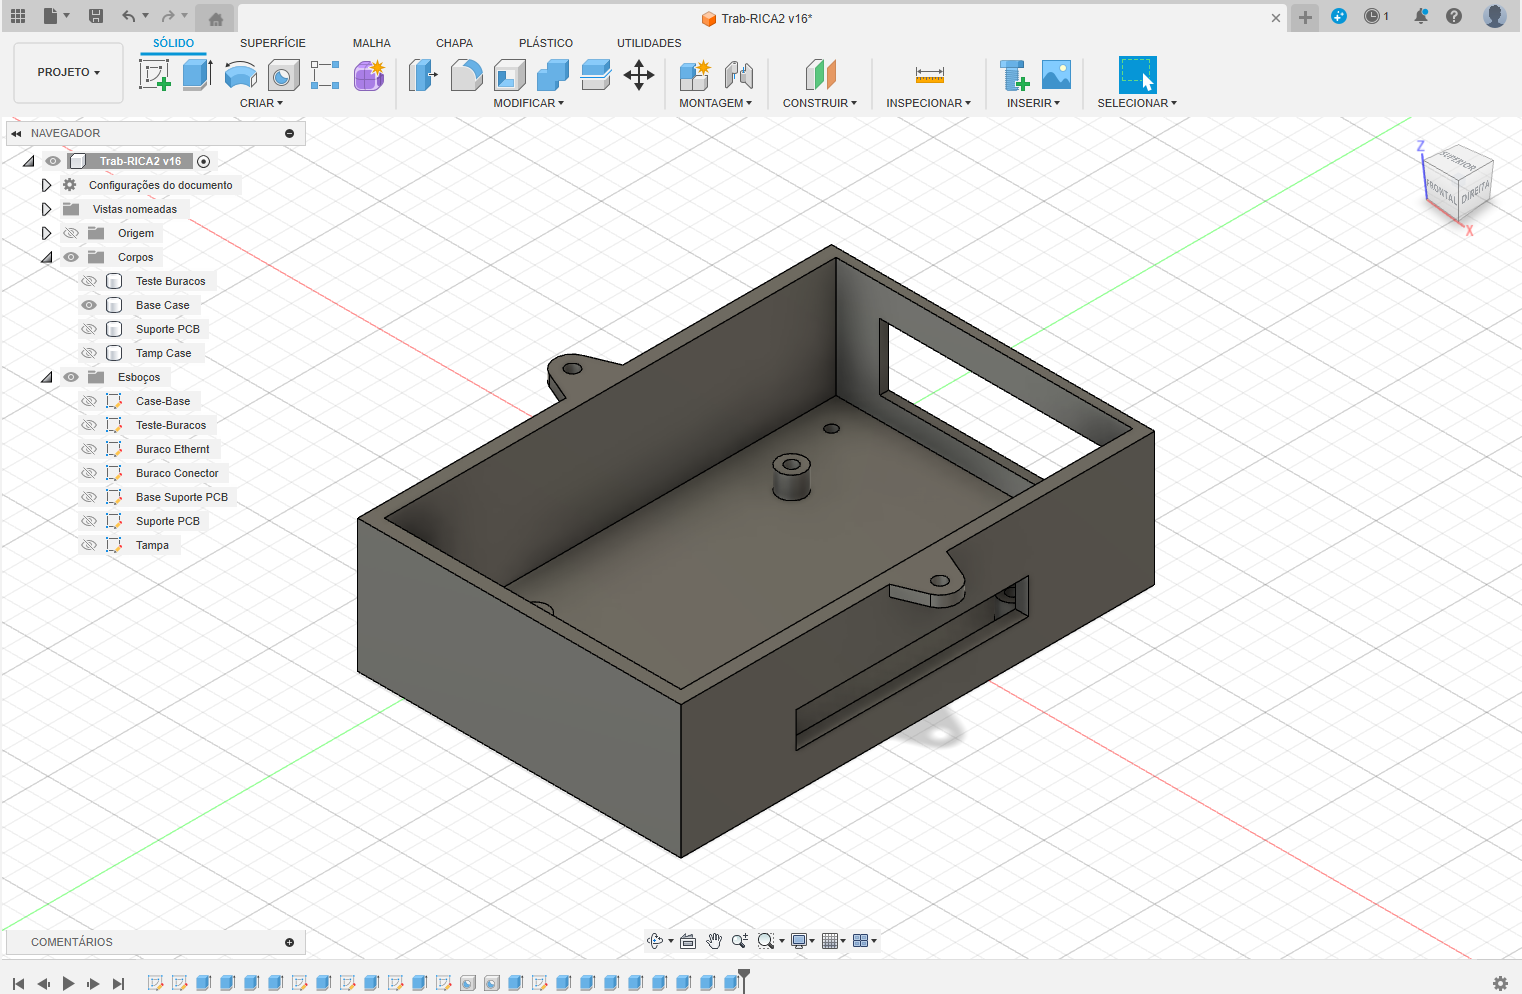 Trab-RICA2 v16*
1
PROJETO
SÓLIDO
SUPERFÍCIE
MALHA
CHAPA
PLÁSTICO
UTILIDADES
CRIAR
MODIFICAR
MONTAGEM
CONSTRUIR
INSPECIONAR
INSERIR
SELECIONAR
NAVEGADOR
Trab-RICA2 v16
Configurações do documento
Vistas nomeadas
Origem
Corpos
Teste Buracos
Base Case
Suporte PCB
Tamp Case
Esboços
Case-Base
Teste-Buracos
Buraco Ethernt
Buraco Conector
Base Suporte PCB
Suporte PCB
Tampa
Z
SUPERIOR
FRONTAL
DIREITA
X
COMENTÁRIOS